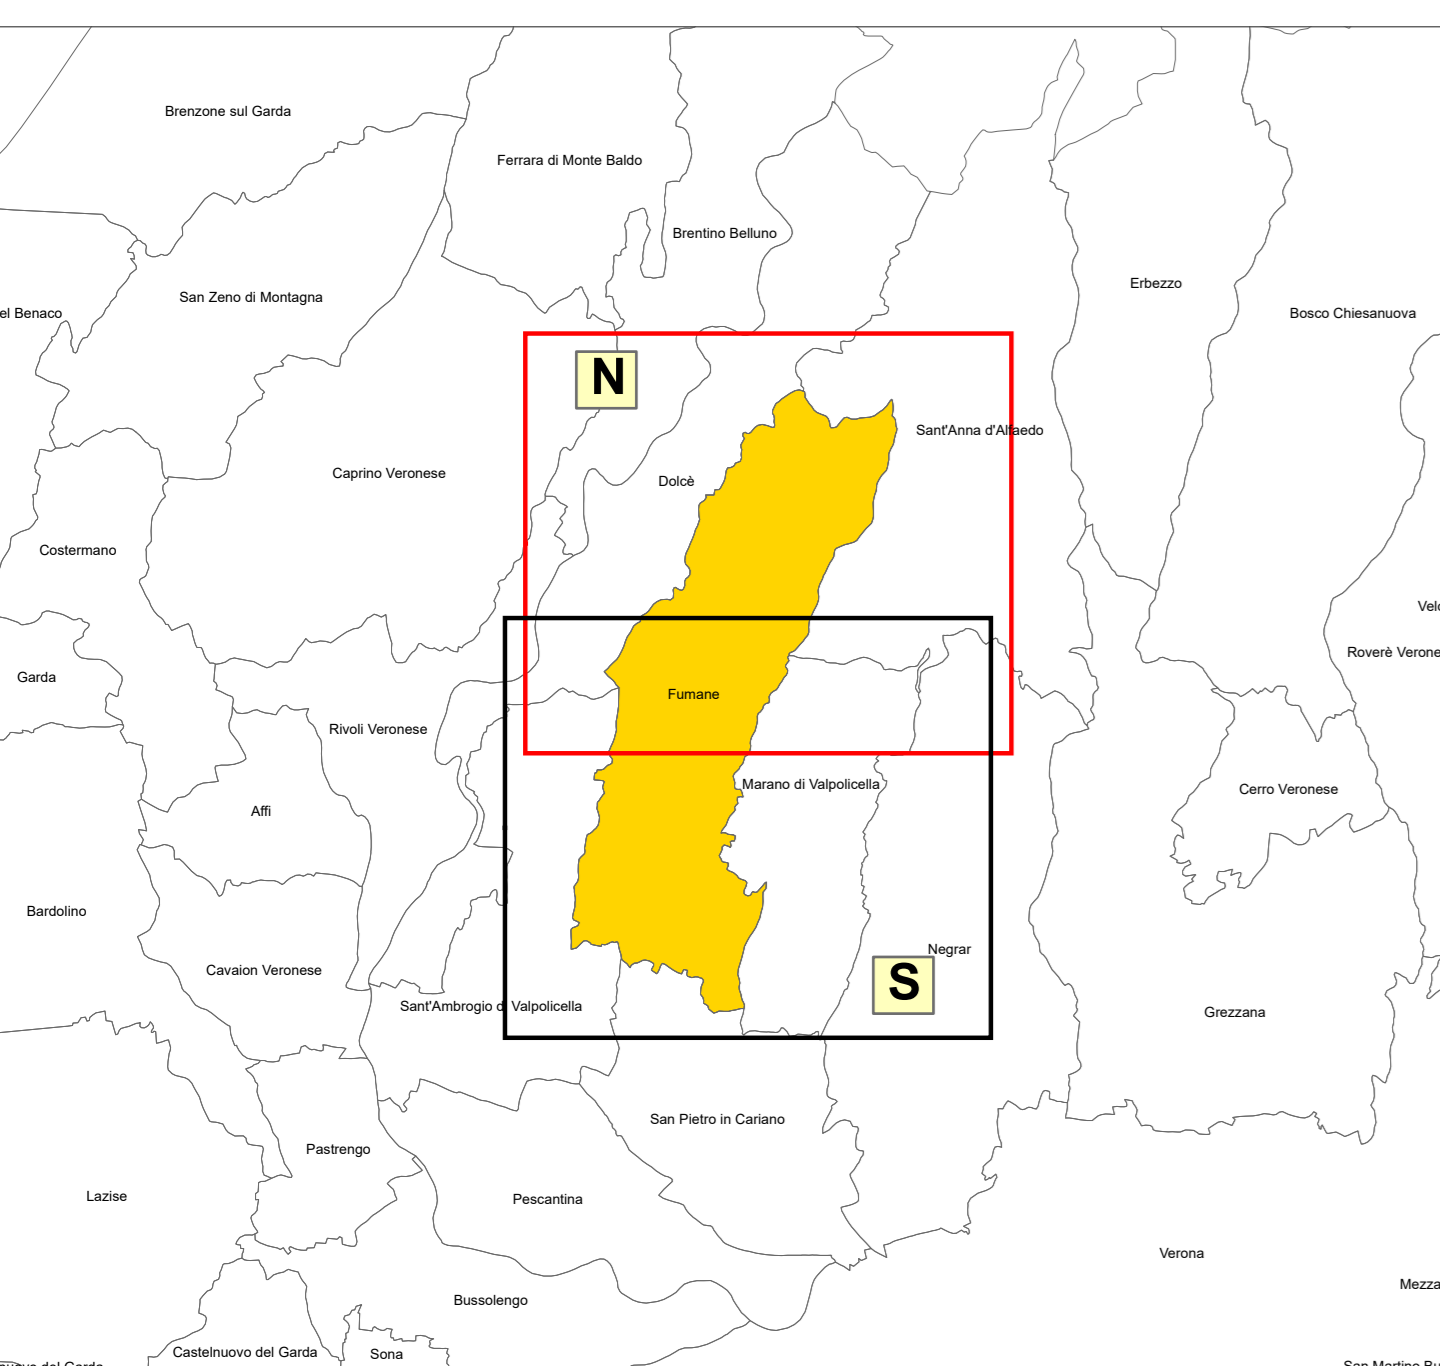 Brenzone sul Garda
Ferrara di Monte Baldo
Brentino Belluno
Erbezzo
San Zeno di Montagna
el Benaco
Bosco Chiesanuova
N
Sant'Anna d'Alfaedo
Caprino Veronese
Dolcè
Costermano
Velo
Roverè Verone
Garda
Fumane
Rivoli Veronese
Marano di Valpolicella
Cerro Veronese
Affi
Bardolino
Negrar
Cavaion Veronese
S
Sant'Ambrogio di Valpolicella
Grezzana
San Pietro in Cariano
Pastrengo
Lazise
Pescantina
Verona
Mezza
Bussolengo
Castelnuovo del Garda
Sona